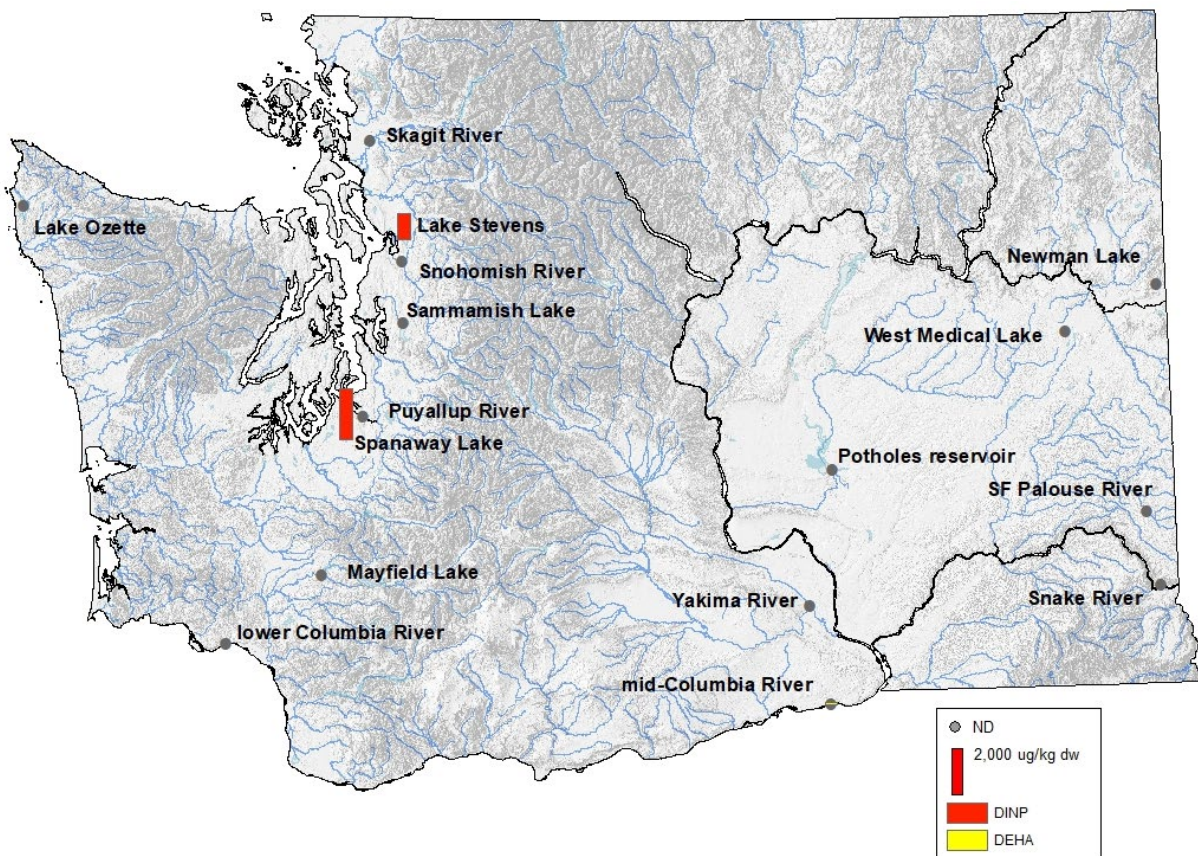 Skagit River
Lake Ozette
Lake Stevens
Snohomish River
Newman Lake
Sammamish Lake
West Medical Lake
Puyallup River
Spanaway Lake
Potholes reservoir
SF Palouse River
Mayfield Lake
Yakima River
Snake River
lower Columbia River
mid-Columbia River
ND
2,000 ug/kg dw
DINP
DEHA